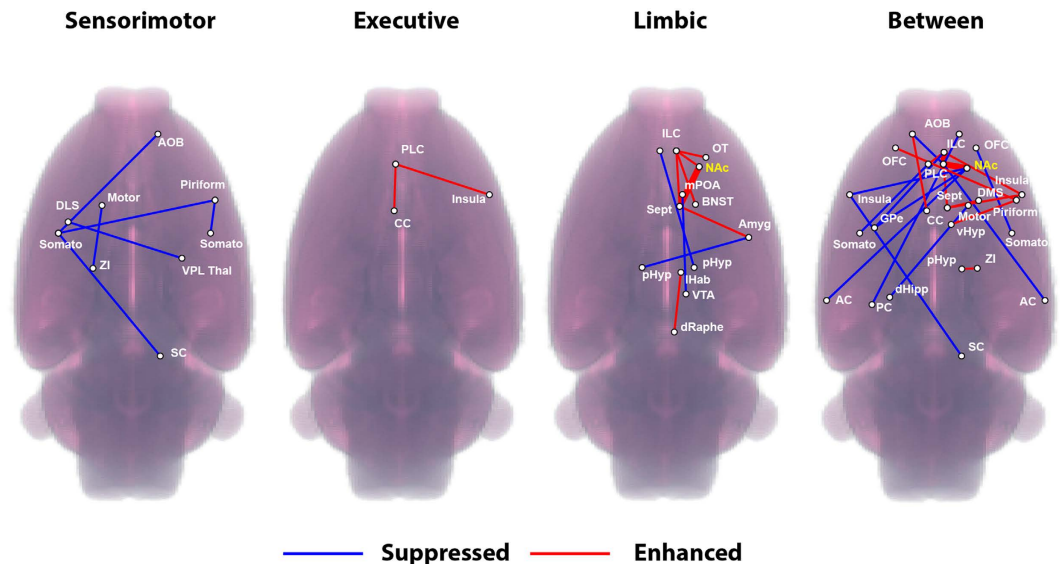 Sensorimotor
Executive
Limbic
Between
AOB
Piriform
Motor
DLS
Somato
Somato
ZI
VPL Thal
SC
PLC
Insula
CC
ILC
OT
NAc
mPOA
BNST
Sept
Amyg
pHyp
pHyp
lHab
VTA
dRaphe
AOB
ILC
OFC
OFC
PLC
NAc
Insula
Insula
Sept
DMS
GPe
CC
Motor
Piriform
Somato
vHyp
Somato
pHyp
ZI
dHipp
AC
PC
AC
SC
Suppressed
Enhanced